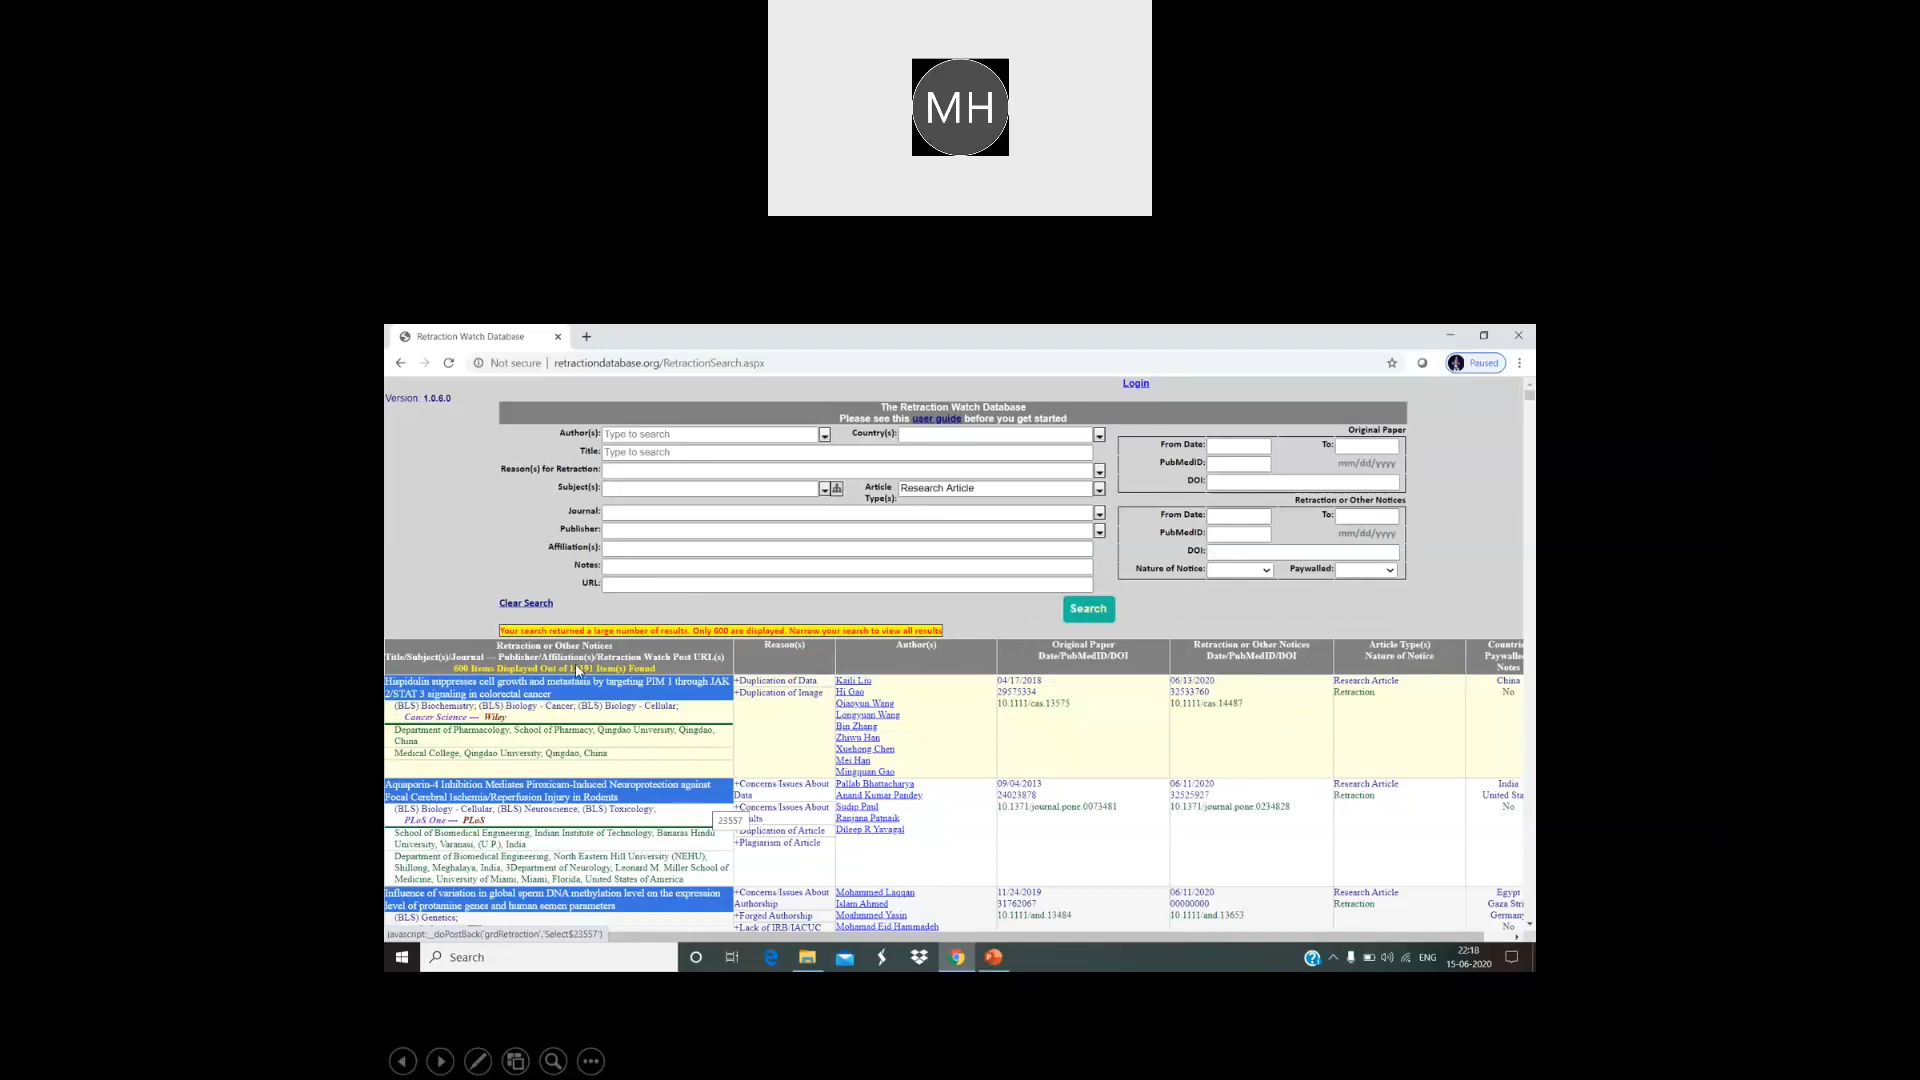 MH
Retraction Watch Database
Not secure | retractiondatabase.org/RetractionSearch.aspx
Paused
Login
Version: 1.0.6.0
The Retraction Watch Database
Please see this user guide before you get started
Author(s): Type to search Country(s):
Title: Type to search
Reason(s) for Retraction:
Subject(s): Article Type(s): Research Article
Journal:
Publisher:
Affiliation(s):
Notes:
URL:
Original Paper
From Date: To:
PubMedID: mm/dd/yyyy
DOI:
Retraction or Other Notices
From Date: To:
PubMedID: mm/dd/yyyy
DOI:
Nature of Notice: Paywalled:
Clear Search
Search
Your search returned a large number of results. Only 600 are displayed. Narrow your search to view all results
Retraction or Other Notices
Title/Subject(s)/Journal --- Publisher/Affiliation(s)/Retraction Watch Post URL(s)
600 Items Displayed Out of Item(s) Found
Reason(s)
Author(s)
Original Paper
Date/PubMedID/DOI
Retraction or Other Notices
Date/PubMedID/DOI
Article Type(s)
Nature of Notice
Countrie
Paywalle
Notes
Hispidulin suppresses cell growth and metastasis by targeting PIM 1 through JAK
2/STAT 3 signaling in colorectal cancer
(BLS) Biochemistry; (BLS) Biology - Cancer; (BLS) Biology - Cellular;
Cancer Science --- Wiley
Department of Pharmacology, School of Pharmacy, Qingdao University, Qingdao,
China
Medical College, Qingdao University, Qingdao, China
+Duplication of Data
+Duplication of Image
Kaili Liu
Hi Gao
Qiaoyun Wang
Longyuan Wang
Bin Zhang
Zhiwu Han
Xuehong Chen
Mei Han
Mingquan Gao
04/17/2018
29575334
10.1111/cas.13575
06/13/2020
32533760
10.1111/cas.14487
Research Article
Retraction
China
No
Aquaporin-4 Inhibition Mediates Piroxicam-Induced Neuroprotection against
Focal Cerebral Ischemia/Reperfusion Injury in Rodents
(BLS) Biology - Cellular; (BLS) Neuroscience; (BLS) Toxicology;
PLoS One --- PLoS
School of Biomedical Engineering, Indian Institute of Technology, Banaras Hindu
University, Varanasi, (U.P.), India
Department of Biomedical Engineering, North Eastern Hill University (NEHU),
Shillong, Meghalaya, India, 3Department of Neurology, Leonard M. Miller School of
Medicine, University of Miami, Miami, Florida, United States of America
23557
+Concerns/Issues About
Data
+Concerns/Issues About
ults
+Duplication of Article
+Plagiarism of Article
Pallab Bhattacharya
Anand Kumar Pandey
Sudip Paul
Ranjana Patnaik
Dileep R Yavagal
09/04/2013
24023878
10.1371/journal.pone.0073481
06/11/2020
32525927
10.1371/journal.pone.0234828
Research Article
Retraction
India
United Sta
No
Influence of variation in global sperm DNA methylation level on the expression
level of protamine genes and human semen parameters
(BLS) Genetics;
+Concerns/Issues About
Authorship
+Forged Authorship
+Lack of IRB/IACUC
Mohammed Laqqan
Islam Ahmed
Moahmmed Yasin
Mohamad Eid Hammadeh
11/24/2019
31762067
10.1111/and.13484
06/11/2020
00000000
10.1111/and.13653
Research Article
Retraction
Egypt
Gaza Stri
Germany
No
javascript:__doPostBack('grdRetraction','Select$23557')
Search
ENG
22:18
15-06-2020